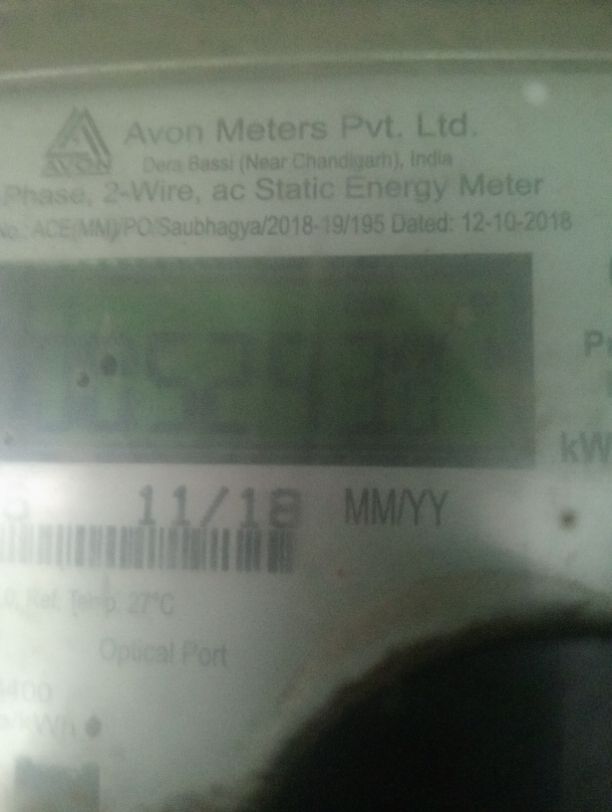 Avon Meters Pvt. Ltd.
AVON
Dera Bassi (Near Chandigarh), India
Phase, 2-Wire, ac Static Energy Meter
No.: ACE(MM)/PO/Saubhagya/2018-19/195 Dated: 12-10-2018
kW
11/18 MM/YY
Ref. Temp. 27°C
Optical Port